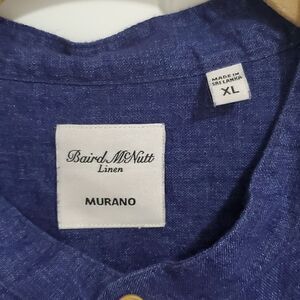 MADE IN
SRI LANKA
XL
Baird McNutt
Linen
MURANO